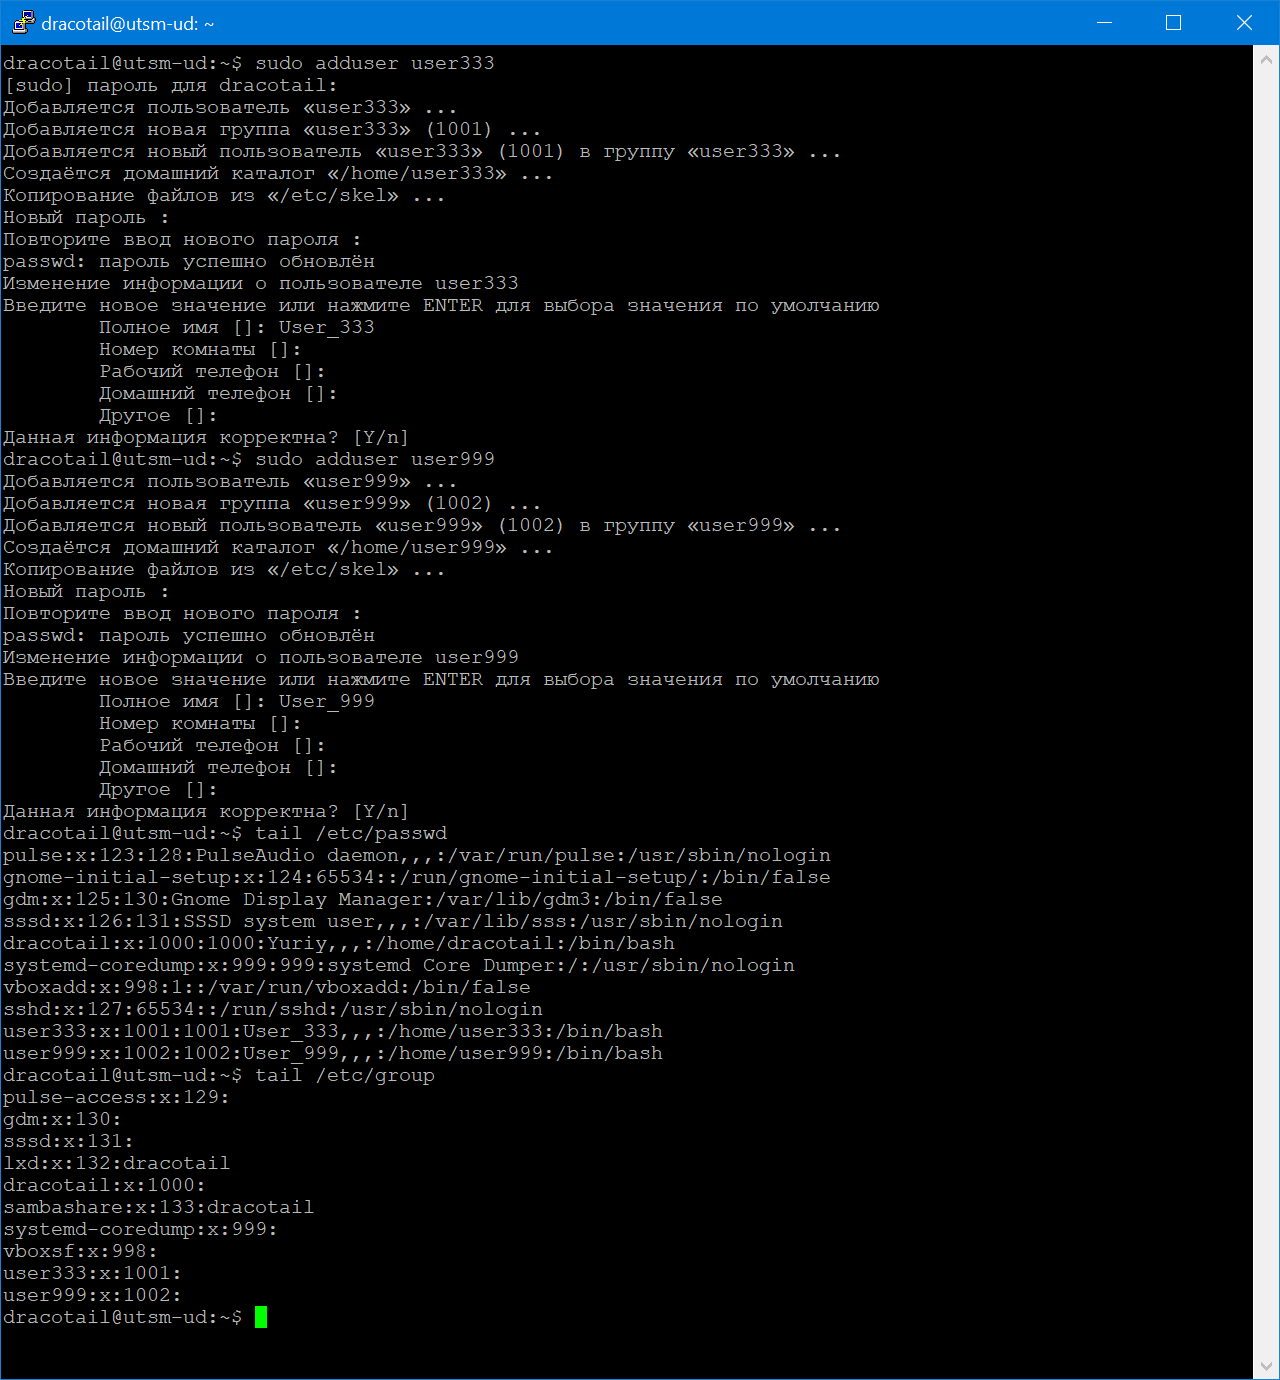 dracotail@utsm-ud: ~
dracotail@utsm-ud:~$ sudo adduser user333
[sudo] пароль для dracotail:
Добавляется пользователь «user333» ...
Добавляется новая группа «user333» (1001) ...
Добавляется новый пользователь «user333» (1001) в группу «user333» ...
Создаётся домашний каталог «/home/user333» ...
Копирование файлов из «/etc/skel» ...
Новый пароль :
Повторите ввод нового пароля :
passwd: пароль успешно обновлён
Изменение информации о пользователе user333
Введите новое значение или нажмите ENTER для выбора значения по умолчанию
        Полное имя []: User_333
        Номер комнаты []:
        Рабочий телефон []:
        Домашний телефон []:
        Другое []:
Данная информация корректна? [Y/n]
dracotail@utsm-ud:~$ sudo adduser user999
Добавляется пользователь «user999» ...
Добавляется новая группа «user999» (1002) ...
Добавляется новый пользователь «user999» (1002) в группу «user999» ...
Создаётся домашний каталог «/home/user999» ...
Копирование файлов из «/etc/skel» ...
Новый пароль :
Повторите ввод нового пароля :
passwd: пароль успешно обновлён
Изменение информации о пользователе user999
Введите новое значение или нажмите ENTER для выбора значения по умолчанию
        Полное имя []: User_999
        Номер комнаты []:
        Рабочий телефон []:
        Домашний телефон []:
        Другое []:
Данная информация корректна? [Y/n]
dracotail@utsm-ud:~$ tail /etc/passwd
pulse:x:123:128:PulseAudio daemon,,,:/var/run/pulse:/usr/sbin/nologin
gnome-initial-setup:x:124:65534::/run/gnome-initial-setup/:/bin/false
gdm:x:125:130:Gnome Display Manager:/var/lib/gdm3:/bin/false
sssd:x:126:131:SSSD system user,,,:/var/lib/sss:/usr/sbin/nologin
dracotail:x:1000:1000:Yuriy,,,:/home/dracotail:/bin/bash
systemd-coredump:x:999:999:systemd Core Dumper:/:/usr/sbin/nologin
vboxadd:x:998:1::/var/run/vboxadd:/bin/false
sshd:x:127:65534::/run/sshd:/usr/sbin/nologin
user333:x:1001:1001:User_333,,,:/home/user333:/bin/bash
user999:x:1002:1002:User_999,,,:/home/user999:/bin/bash
dracotail@utsm-ud:~$ tail /etc/group
pulse-access:x:129:
gdm:x:130:
sssd:x:131:
lxd:x:132:dracotail
dracotail:x:1000:
sambashare:x:133:dracotail
systemd-coredump:x:999:
vboxsf:x:998:
user333:x:1001:
user999:x:1002:
dracotail@utsm-ud:~$